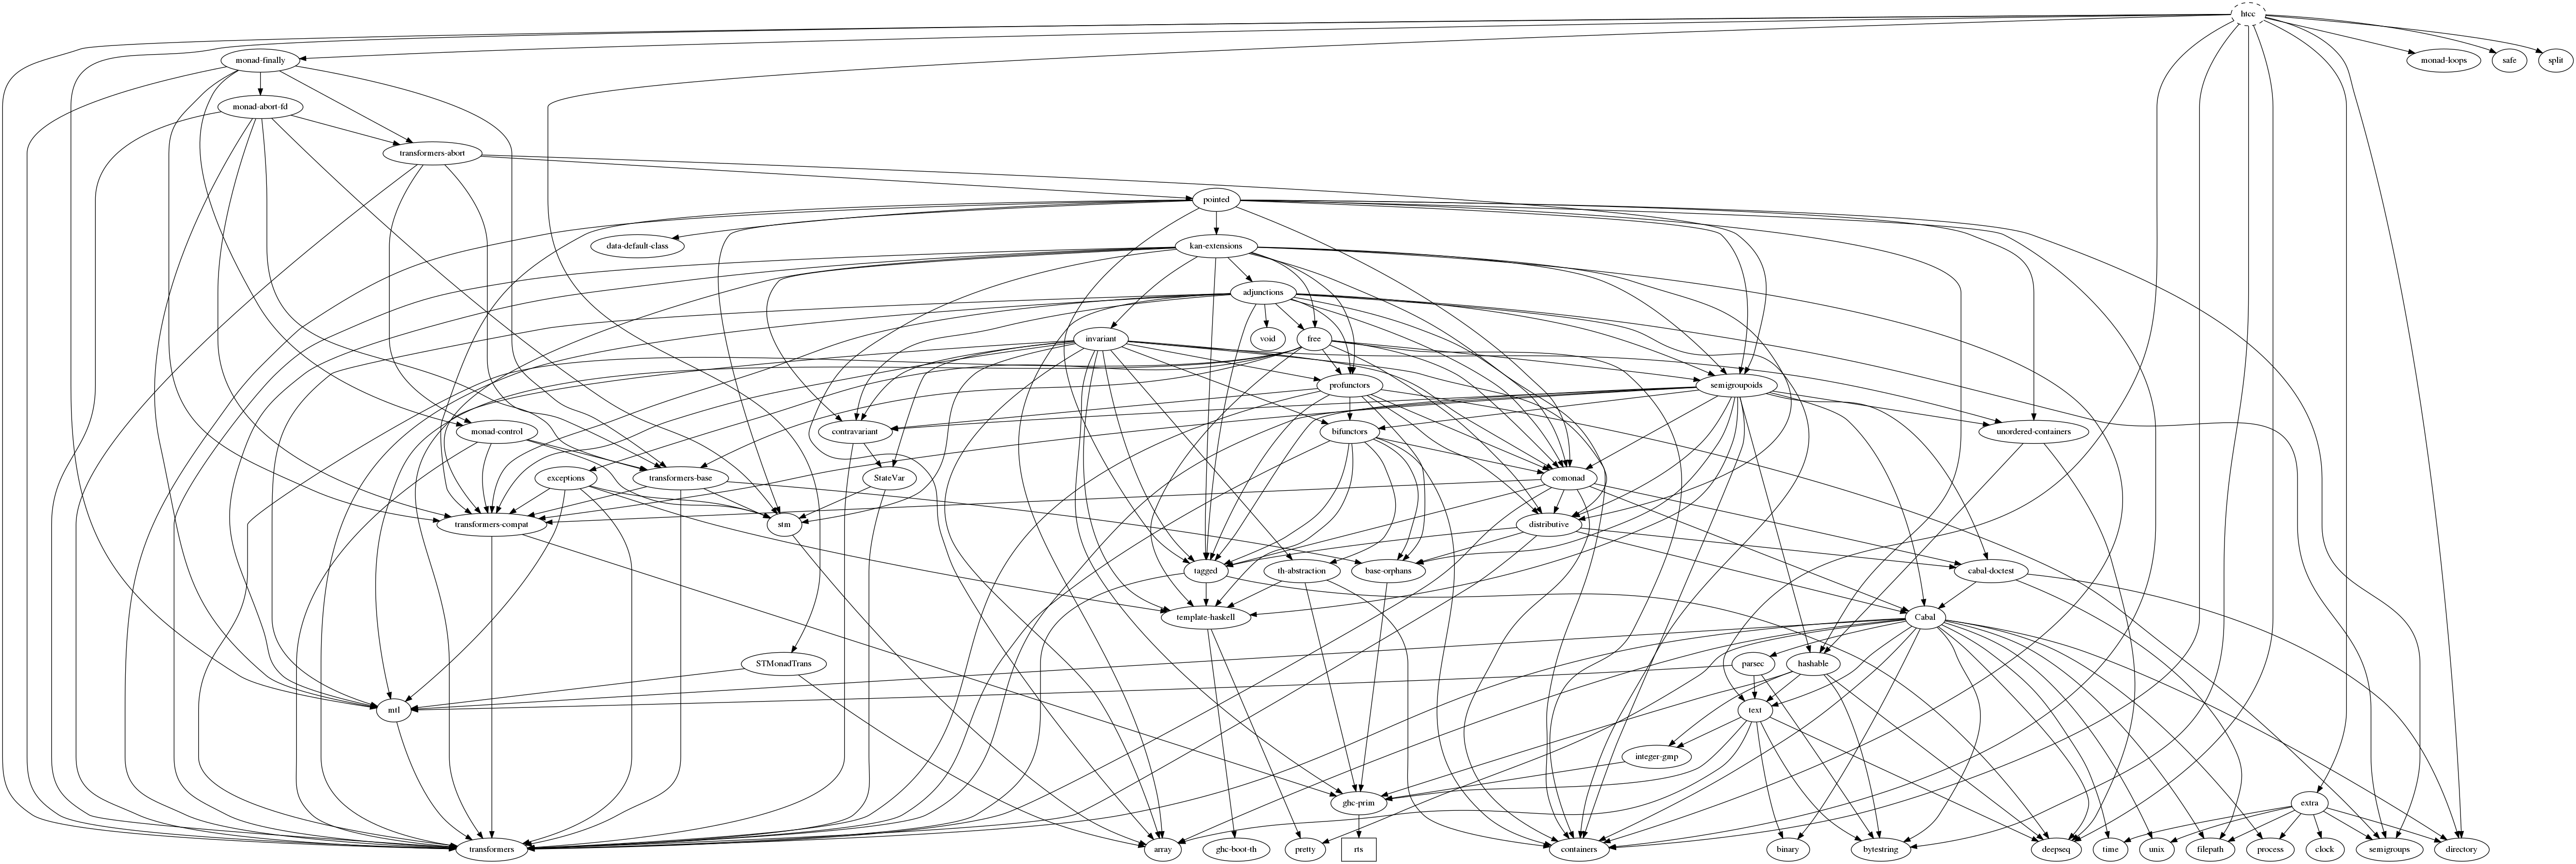 htcc
monad-finally
monad-loops
safe
split
monad-abort-fd
transformers-abort
pointed
data-default-class
kan-extensions
adjunctions
invariant
void
free
profunctors
semigroupoids
monad-control
contravariant
bifunctors
unordered-containers
exceptions
transformers-base
StateVar
comonad
transformers-compat
stm
distributive
tagged
th-abstraction
base-orphans
cabal-doctest
template-haskell
Cabal
STMonadTrans
parsec
hashable
mtl
text
integer-gmp
ghc-prim
extra
transformers
array
ghc-boot-th
pretty
rts
containers
binary
bytestring
deepseq
time
unix
filepath
process
clock
semigroups
directory